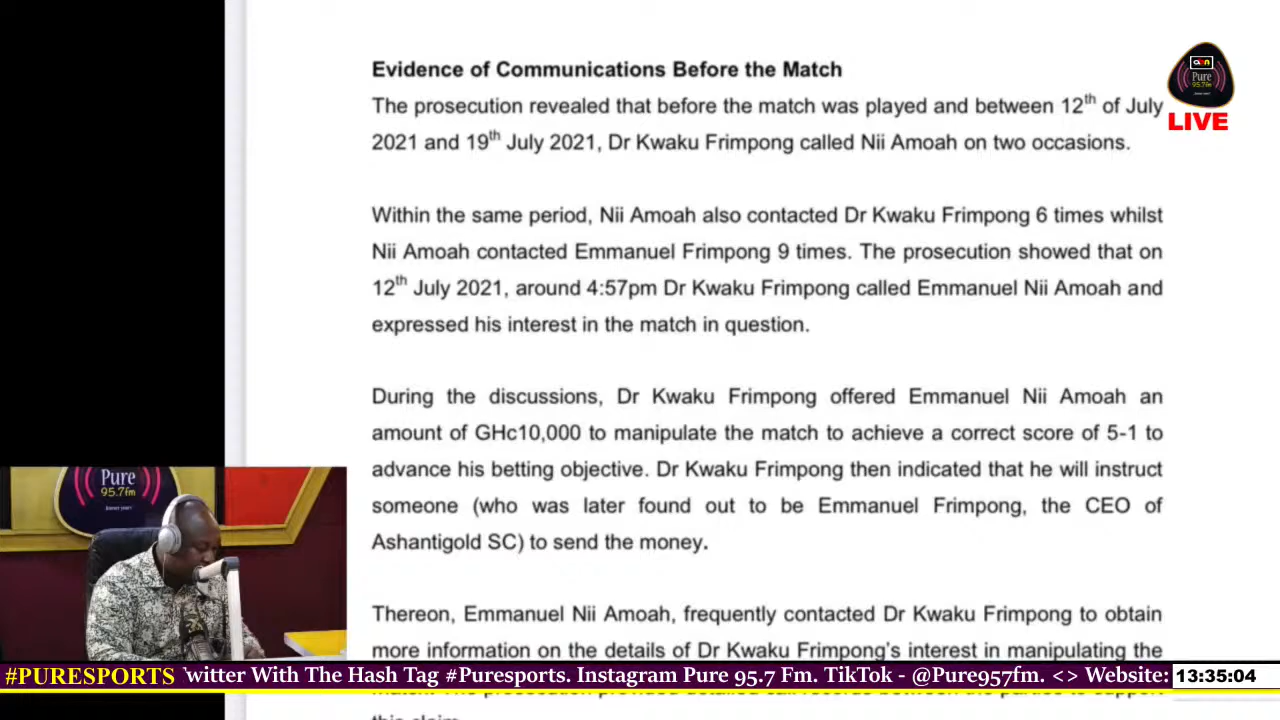 Evidence of Communications Before the Match
The prosecution revealed that before the match was played and between 12th of July
2021 and 19th July 2021, Dr Kwaku Frimpong called Nii Amoah on two occasions.
Within the same period, Nii Amoah also contacted Dr Kwaku Frimpong 6 times whilst
Nii Amoah contacted Emmanuel Frimpong 9 times. The prosecution showed that on
12th July 2021, around 4:57pm Dr Kwaku Frimpong called Emmanuel Nii Amoah and
expressed his interest in the match in question.
During the discussions, Dr Kwaku Frimpong offered Emmanuel Nii Amoah an
amount of GHc10,000 to manipulate the match to achieve a correct score of 5-1 to
advance his betting objective. Dr Kwaku Frimpong then indicated that he will instruct
someone (who was later found out to be Emmanuel Frimpong, the CEO of
Ashantigold SC) to send the money.
Thereon, Emmanuel Nii Amoah, frequently contacted Dr Kwaku Frimpong to obtain
more information on the details of Dr Kwaku Frimpong's interest in manipulating the
Pure
95.7fm
LIVE
Pure
95.7fm
#PURESPORTS
witter With The Hash Tag #Puresports. Instagram Pure 95.7 Fm. TikTok - @Pure957fm. <> Website:
13:35:04